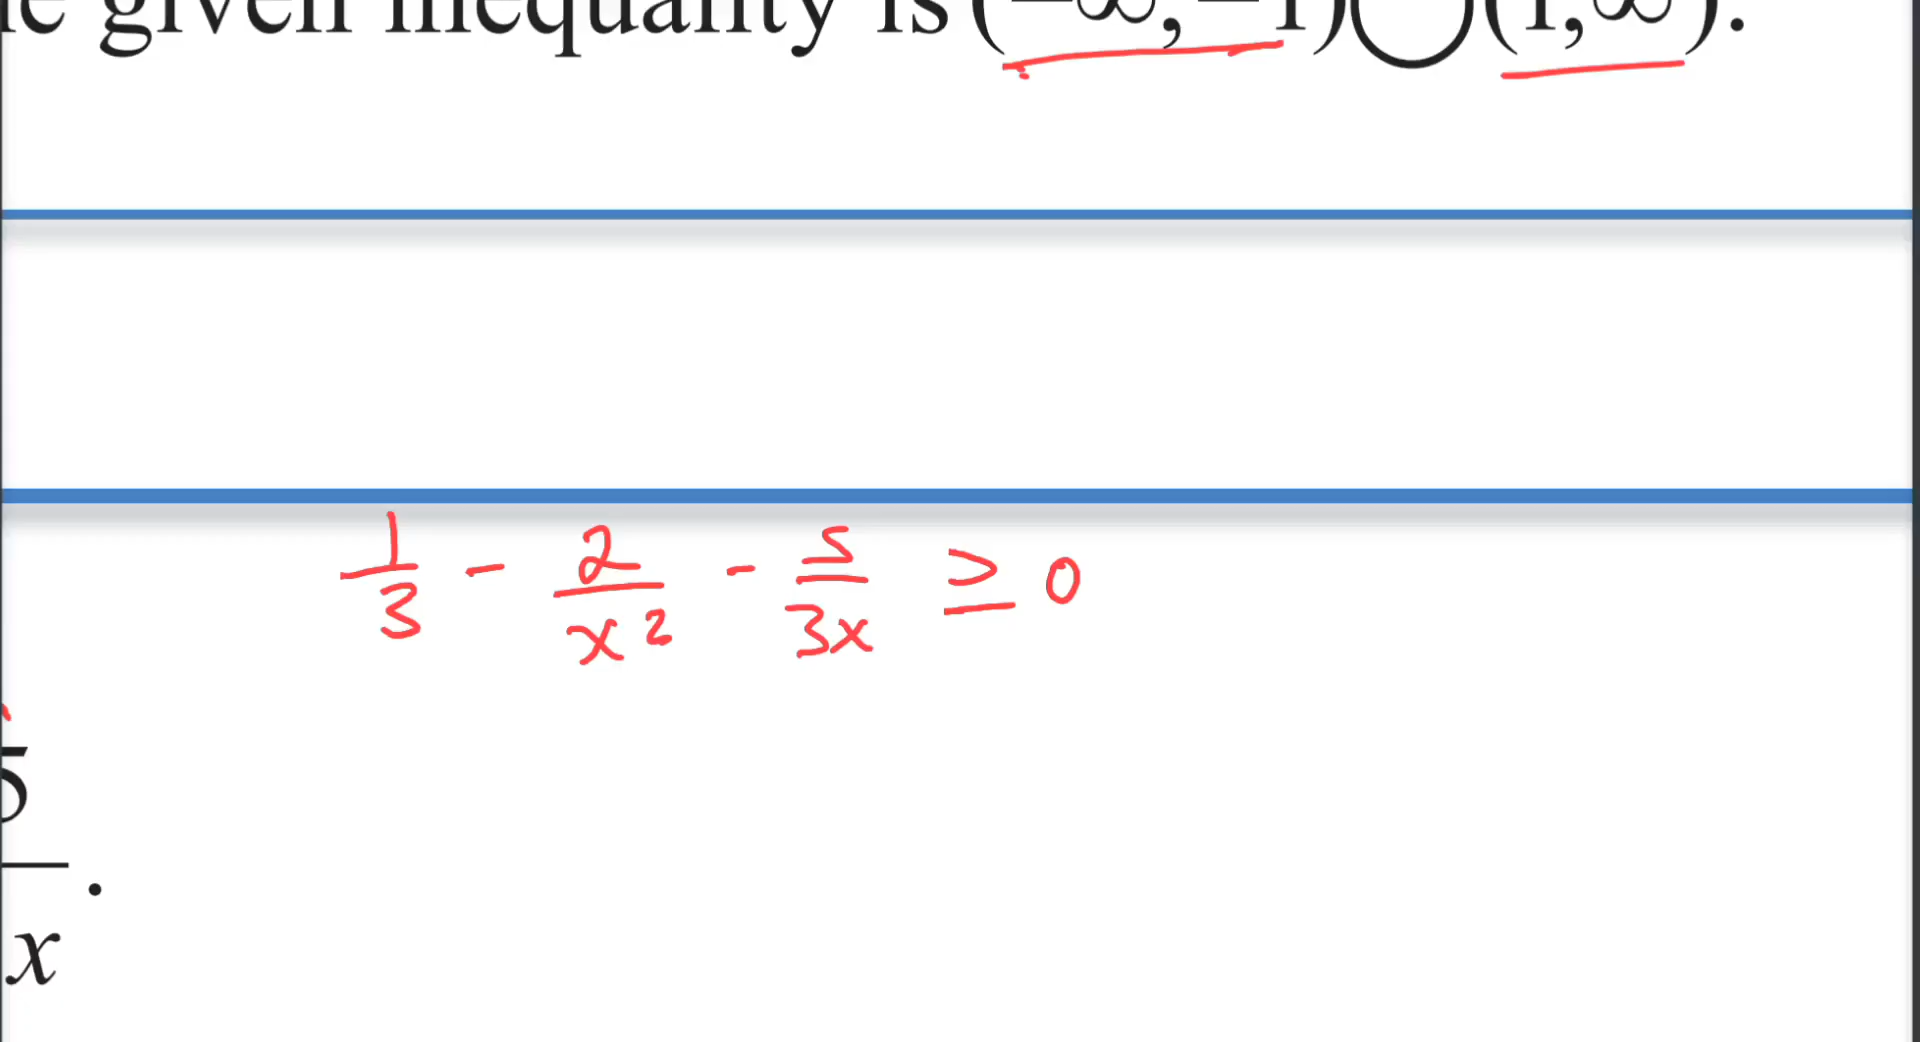 given inequality is (−∞,−1)◯(1,∞).
1/3 - 2/x² - 5/3x ≥ 0
5
x .